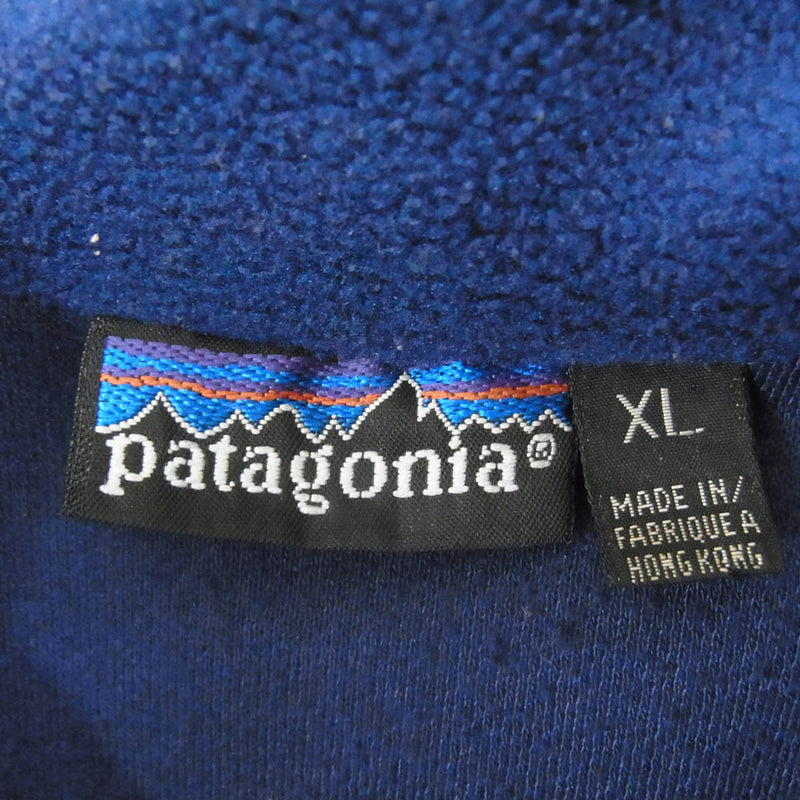 patagonia®
XL
MADE IN/
FABRIQUE A
HONG KONG